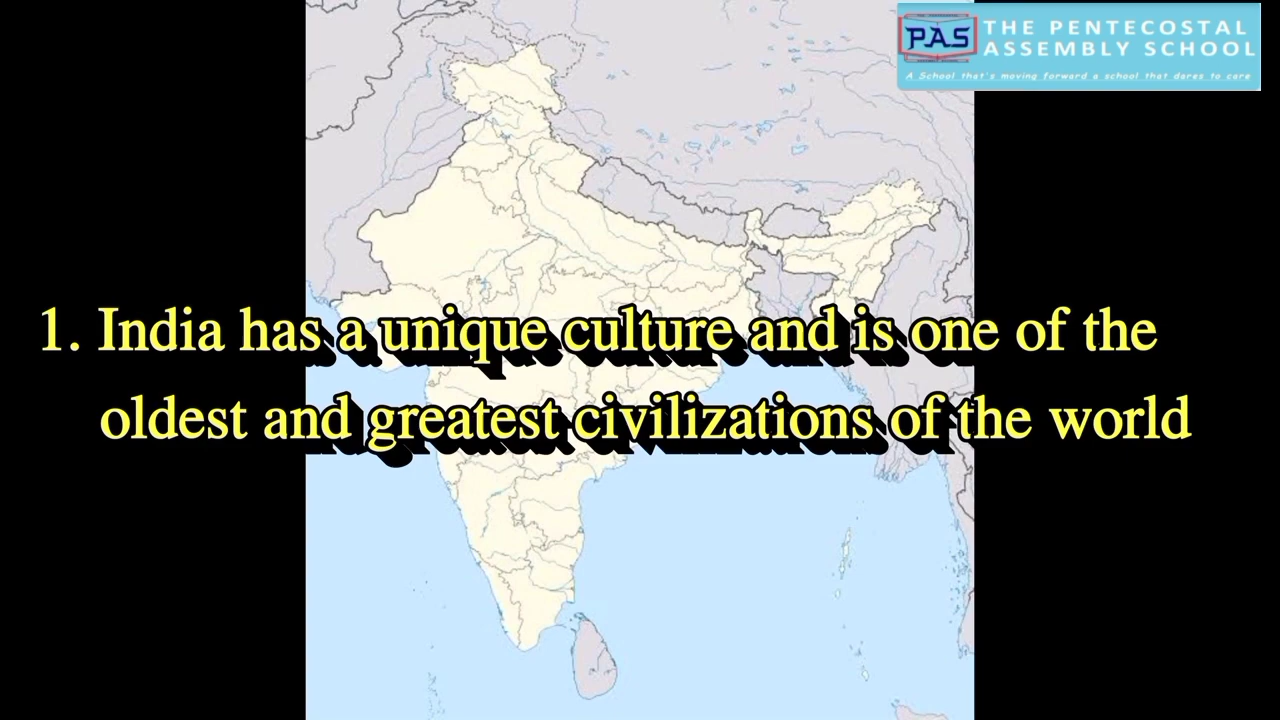 PAS
THE PENTECOSTAL
ASSEMBLY SCHOOL
A School that's moving forward a school that dares to care
1. India has a unique culture and is one of the
oldest and greatest civilizations of the world